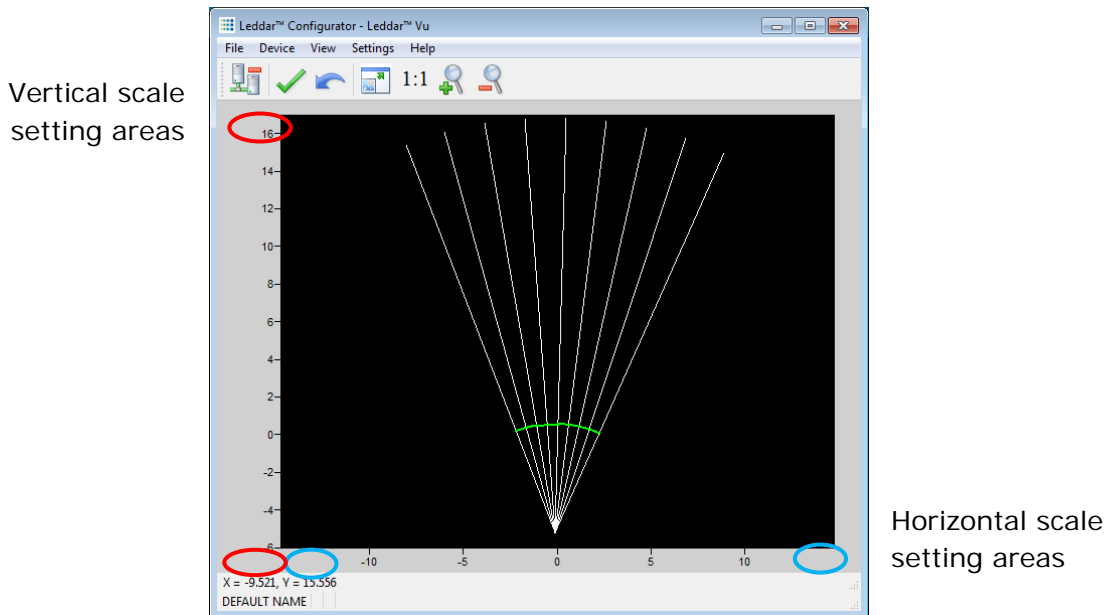 Leddar™ Configurator - Leddar™ Vu
File Device View Settings Help
1:1
Vertical scale
setting areas
16
14
12
10
8
6
4
2
0
-2
-4
-6
-10 -5 0 5 10
Horizontal scale
setting areas
X = -9.521, Y = 15.556
DEFAULT NAME